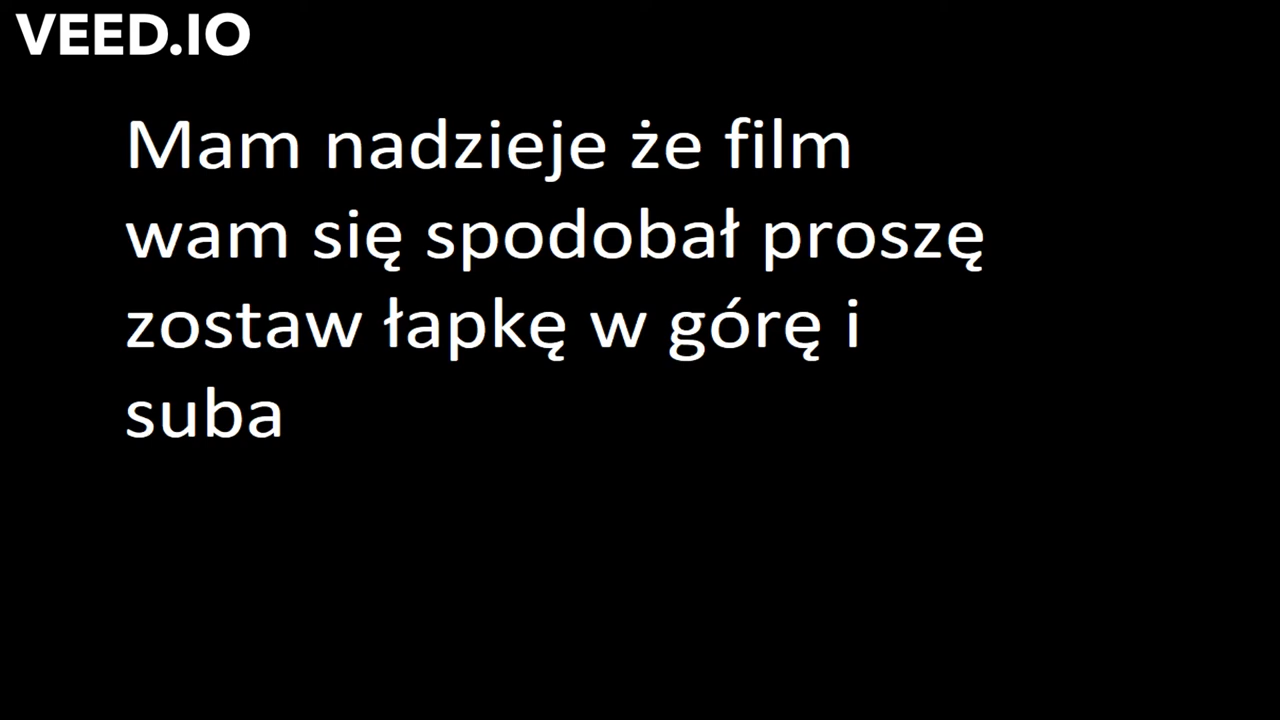 VEED.IO
Mam nadzieje że film
wam się spodobał proszę
zostaw łapkę w górę i
suba